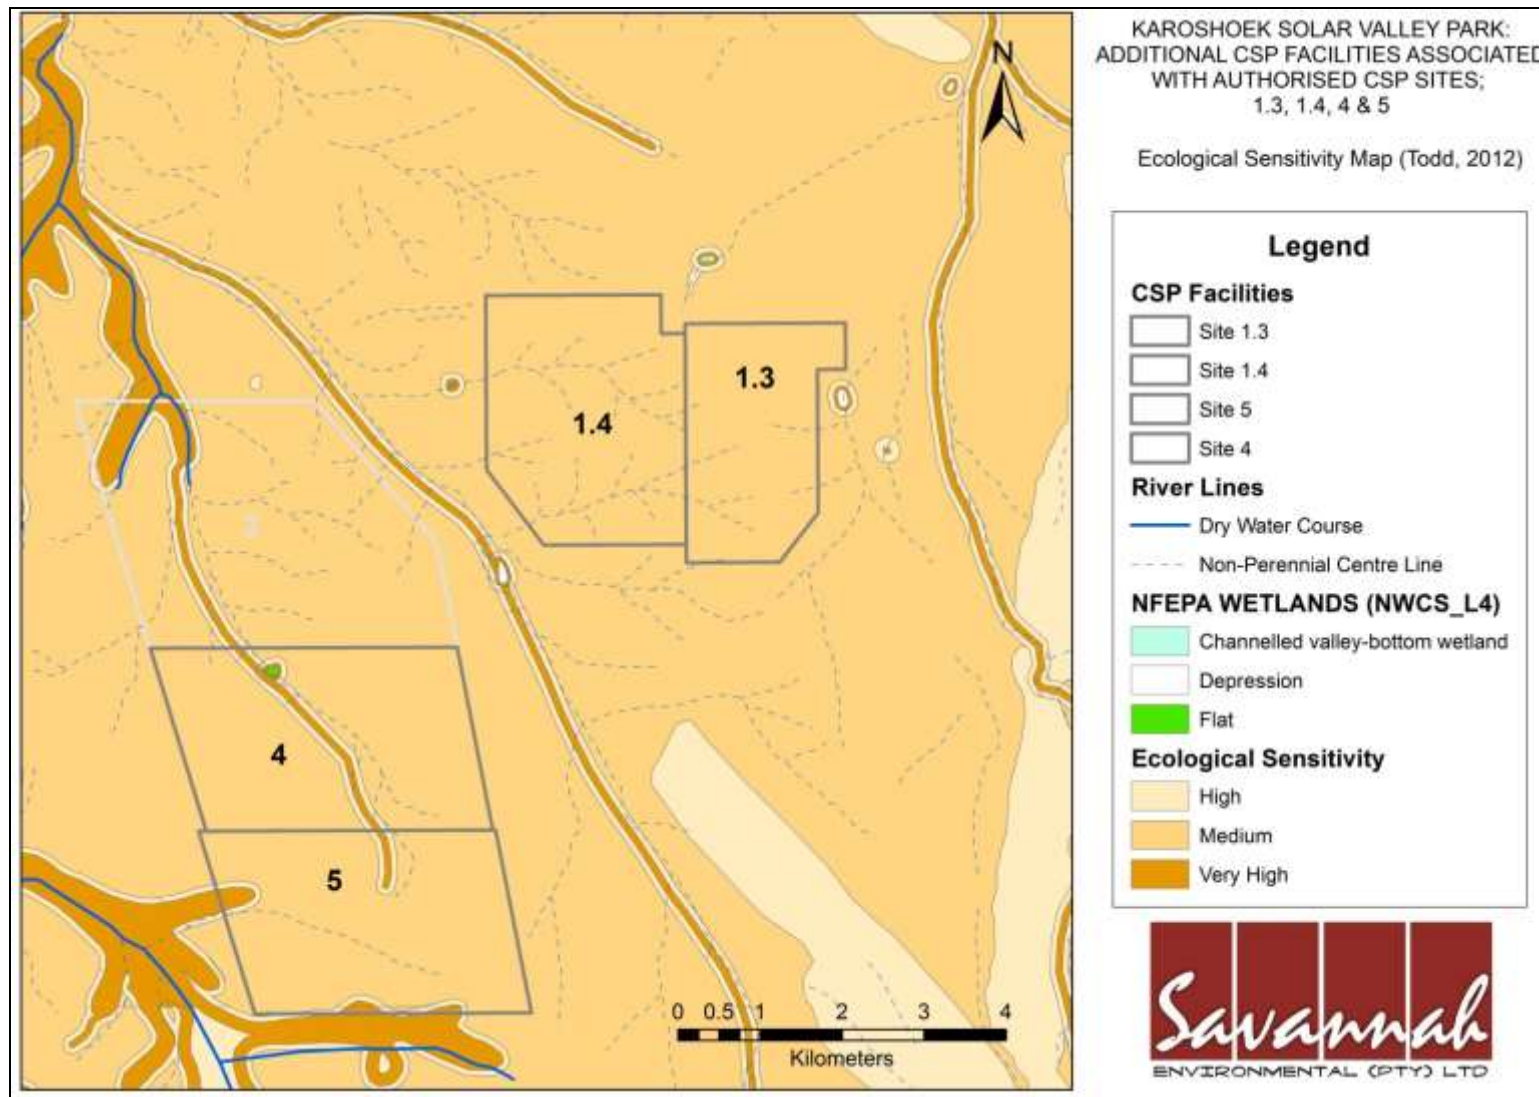 KAROSHOEK SOLAR VALLEY PARK:
ADDITIONAL CSP FACILITIES ASSOCIATED
WITH AUTHORISED CSP SITES;
1.3, 1.4, 4 & 5
Ecological Sensitivity Map (Todd, 2012)
N
1.3
1.4
4
5
0 0.5 1 2 3 4
Kilometers
Legend
CSP Facilities
Site 1.3
Site 1.4
Site 5
Site 4
River Lines
Dry Water Course
Non-Perennial Centre Line
NFEPA WETLANDS (NWCS_L4)
Channelled valley-bottom wetland
Depression
Flat
Ecological Sensitivity
High
Medium
Very High
Savannah
ENVIRONMENTAL (PTY) LTD